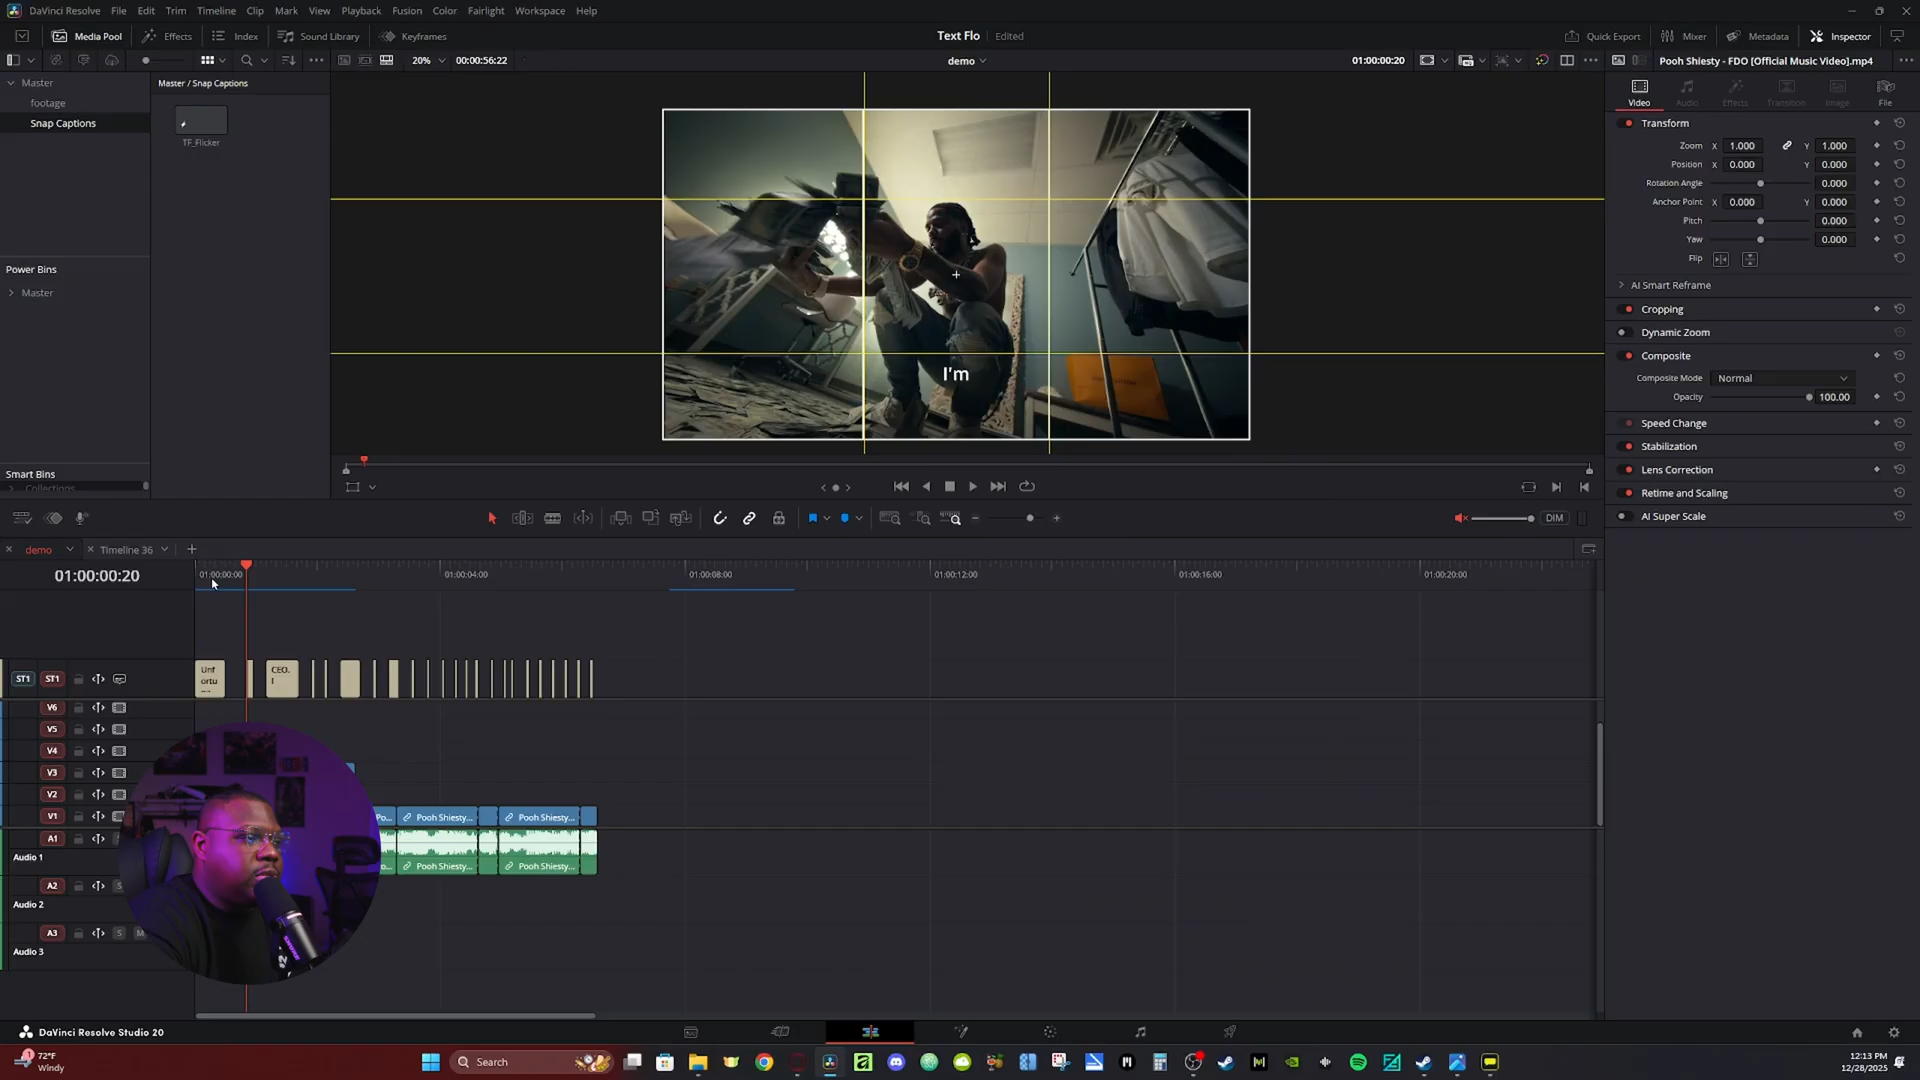 DaVinci Resolve File Edit Trim Timeline Clip Mark View Playback Fusion Color Fairlight Workspace Help
Media Pool Effects Index Sound Library Keyframes Text Flo Edited Quick Export Mixer Metadata Inspector
20% 00:00:56:22 demo 01:00:00:20 Pooh Shiesty - FDO [Official Music Video].mp4
Master
footage
Snap Captions
Master / Snap Captions
TF_Flicker
Power Bins
Master
Smart Bins
Collections
I'm
Video Audio Effects Transition Image File
Transform
Zoom X 1.000 Y 1.000
Position X 0.000 Y 0.000
Rotation Angle 0.000
Anchor Point X 0.000 Y 0.000
Pitch 0.000
Yaw 0.000
Flip
AI Smart Reframe
Cropping
Dynamic Zoom
Composite
Composite Mode Normal
Opacity 100.00
Speed Change
Stabilization
Lens Correction
Retime and Scaling
AI Super Scale
DIM
demo Timeline 36
01:00:00:20
01:00:00:00 01:00:04:00 01:00:08:00 01:00:12:00 01:00:16:00 01:00:20:00
ST1 ST1
Unf
ortu
CEO.
I
V6
V5
V4
V3
V2
V1 Po... Pooh Shiesty... Pooh Shiesty...
A1
Audio 1
Pooh Shiesty... Pooh Shiesty...
A2 S
Audio 2
A3 S M
Audio 3
DaVinci Resolve Studio 20
1
72°F
Windy
Search
12:13 PM
12/28/2025